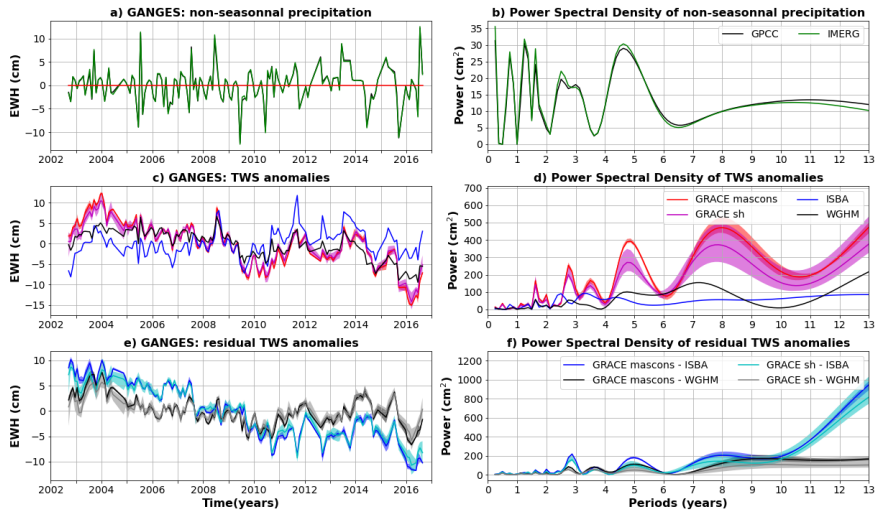 a) GANGES: non-seasonnal precipitation
EWH (cm)
10
5
0
−5
−10
2002 2004 2006 2008 2010 2012 2014 2016
b) Power Spectral Density of non-seasonnal precipitation
Power (cm²)
35
30
25
20
15
10
5
0
GPCC IMERG
0 1 2 3 4 5 6 7 8 9 10 11 12 13
c) GANGES: TWS anomalies
EWH (cm)
10
5
0
−5
−10
−15
2002 2004 2006 2008 2010 2012 2014 2016
d) Power Spectral Density of TWS anomalies
Power (cm²)
700
600
500
400
300
200
100
0
GRACE mascons ISBA
GRACE sh WGHM
0 1 2 3 4 5 6 7 8 9 10 11 12 13
e) GANGES: residual TWS anomalies
EWH (cm)
10
5
0
−5
−10
2002 2004 2006 2008 2010 2012 2014 2016
Time(years)
f) Power Spectral Density of residual TWS anomalies
Power (cm²)
1200
1000
800
600
400
200
0
GRACE mascons - ISBA GRACE sh - ISBA
GRACE mascons - WGHM GRACE sh - WGHM
0 1 2 3 4 5 6 7 8 9 10 11 12 13
Periods (years)